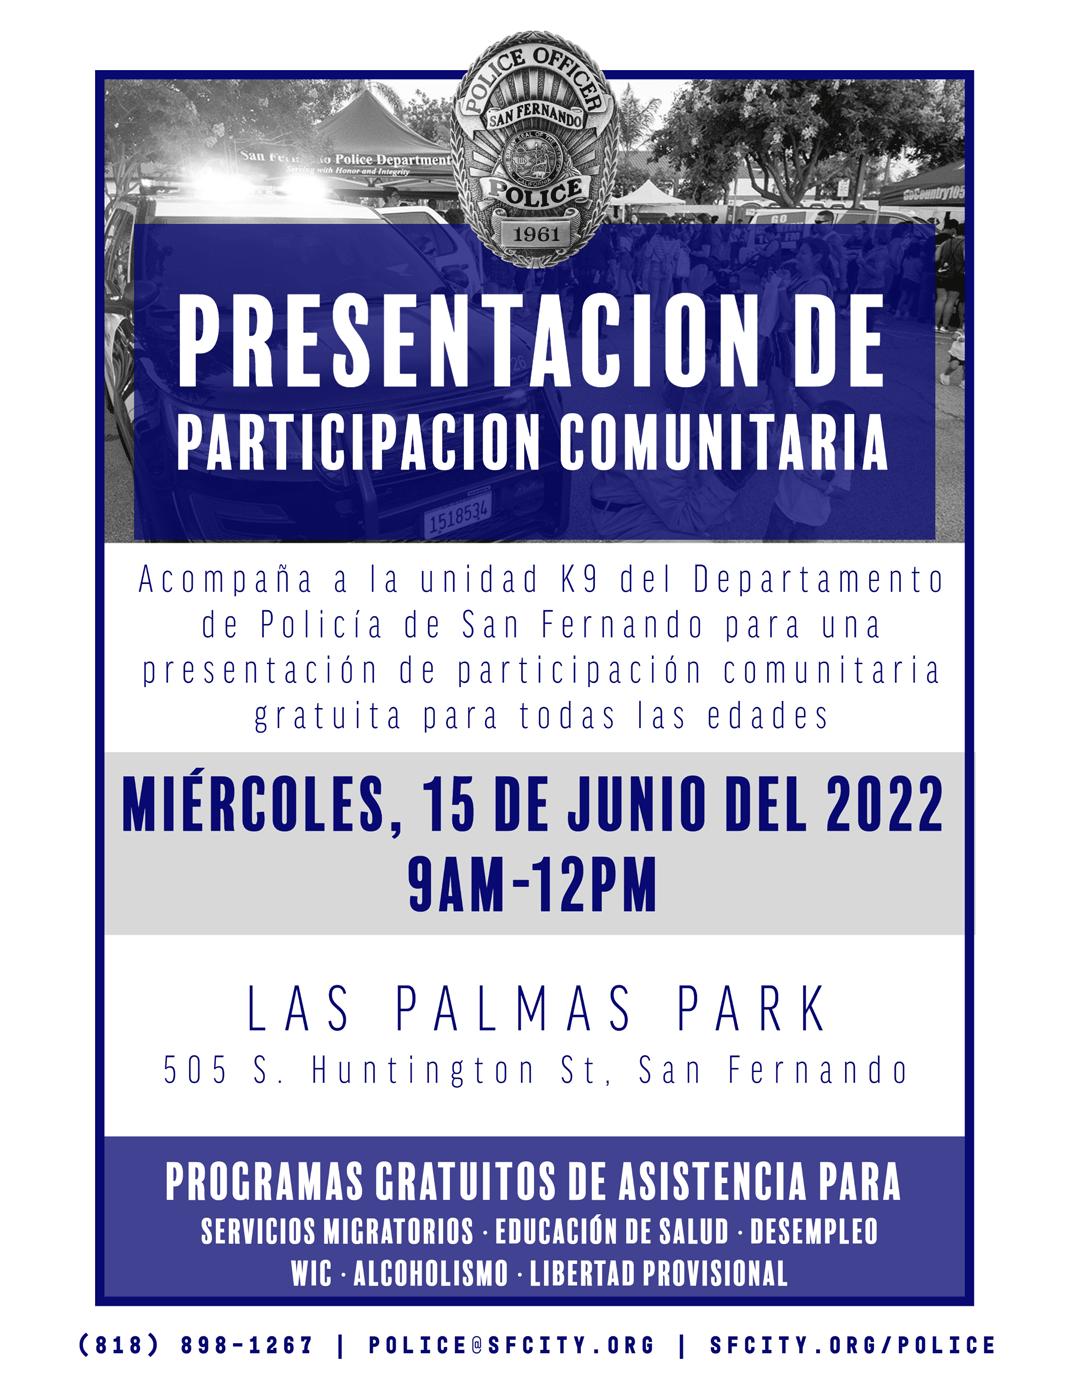 POLICE OFFICER
SAN FERNANDO
POLICE
1961
Police Department
Serving with Honor and Integrity
GoCountry105
GO
PRESENTACION DE
PARTICIPACION COMUNITARIA
1518534
Acompaña a la unidad K9 del Departamento
de Policía de San Fernando para una
presentación de participación comunitaria
gratuita para todas las edades
MIÉRCOLES, 15 DE JUNIO DEL 2022
9AM-12PM
LAS PALMAS PARK
505 S. Huntington St, San Fernando
PROGRAMAS GRATUITOS DE ASISTENCIA PARA
SERVICIOS MIGRATORIOS · EDUCACIÓN DE SALUD · DESEMPLEO
WIC · ALCOHOLISMO · LIBERTAD PROVISIONAL
(818) 898-1267 | POLICE@SFCITY.ORG | SFCITY.ORG/POLICE